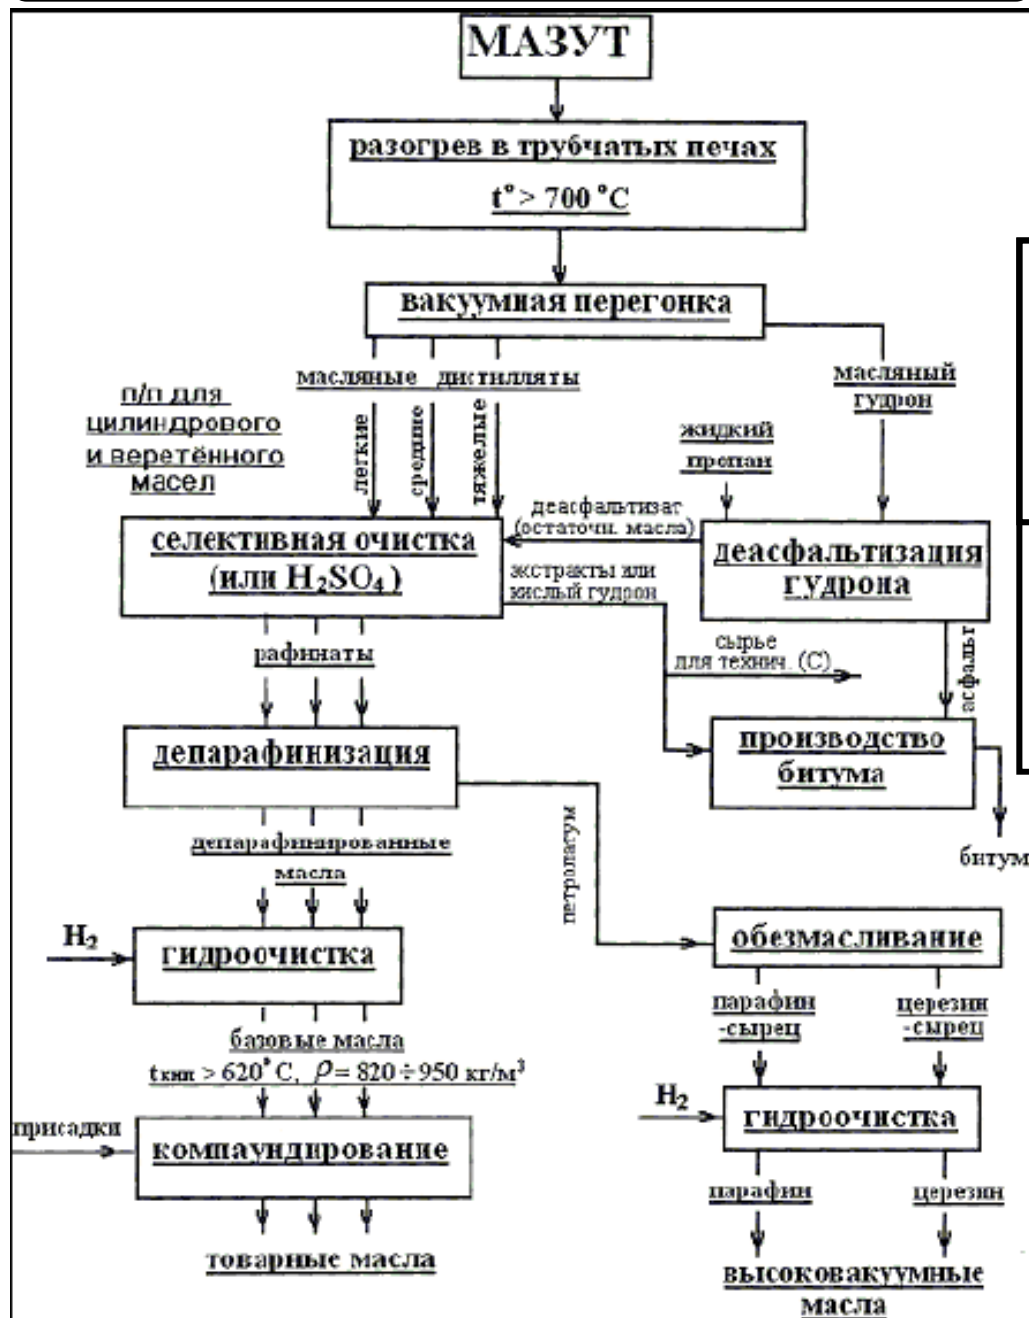 МАЗУТ
разогрев в трубчатых печах
t° > 700 °C
вакуумная перегонка
масляные дистилляты
масляный
гудрон
п/п для
цилиндрового
и веретённого
масел
легкие
средние
тяжелые
жидкий
пропан
деасфальтизат
(остаточн. масла)
селективная очистка
(или H₂SO₄)
деасфальтизация
гудрона
экстракты или
кислый гудрон
рафинаты
сырье
для технич. (С)
асфальт
депарафинизация
производство
битума
депарафинированные
масла
петролатум
битум
H₂
гидроочистка
обезмасливание
базовые масла
tкип > 620° C, ρ = 820 ÷ 950 кг/м³
парафин
-сырец
церезин
-сырец
присадки
компаундирование
H₂
гидроочистка
парафин
церезин
товарные масла
высоковакуумные
масла